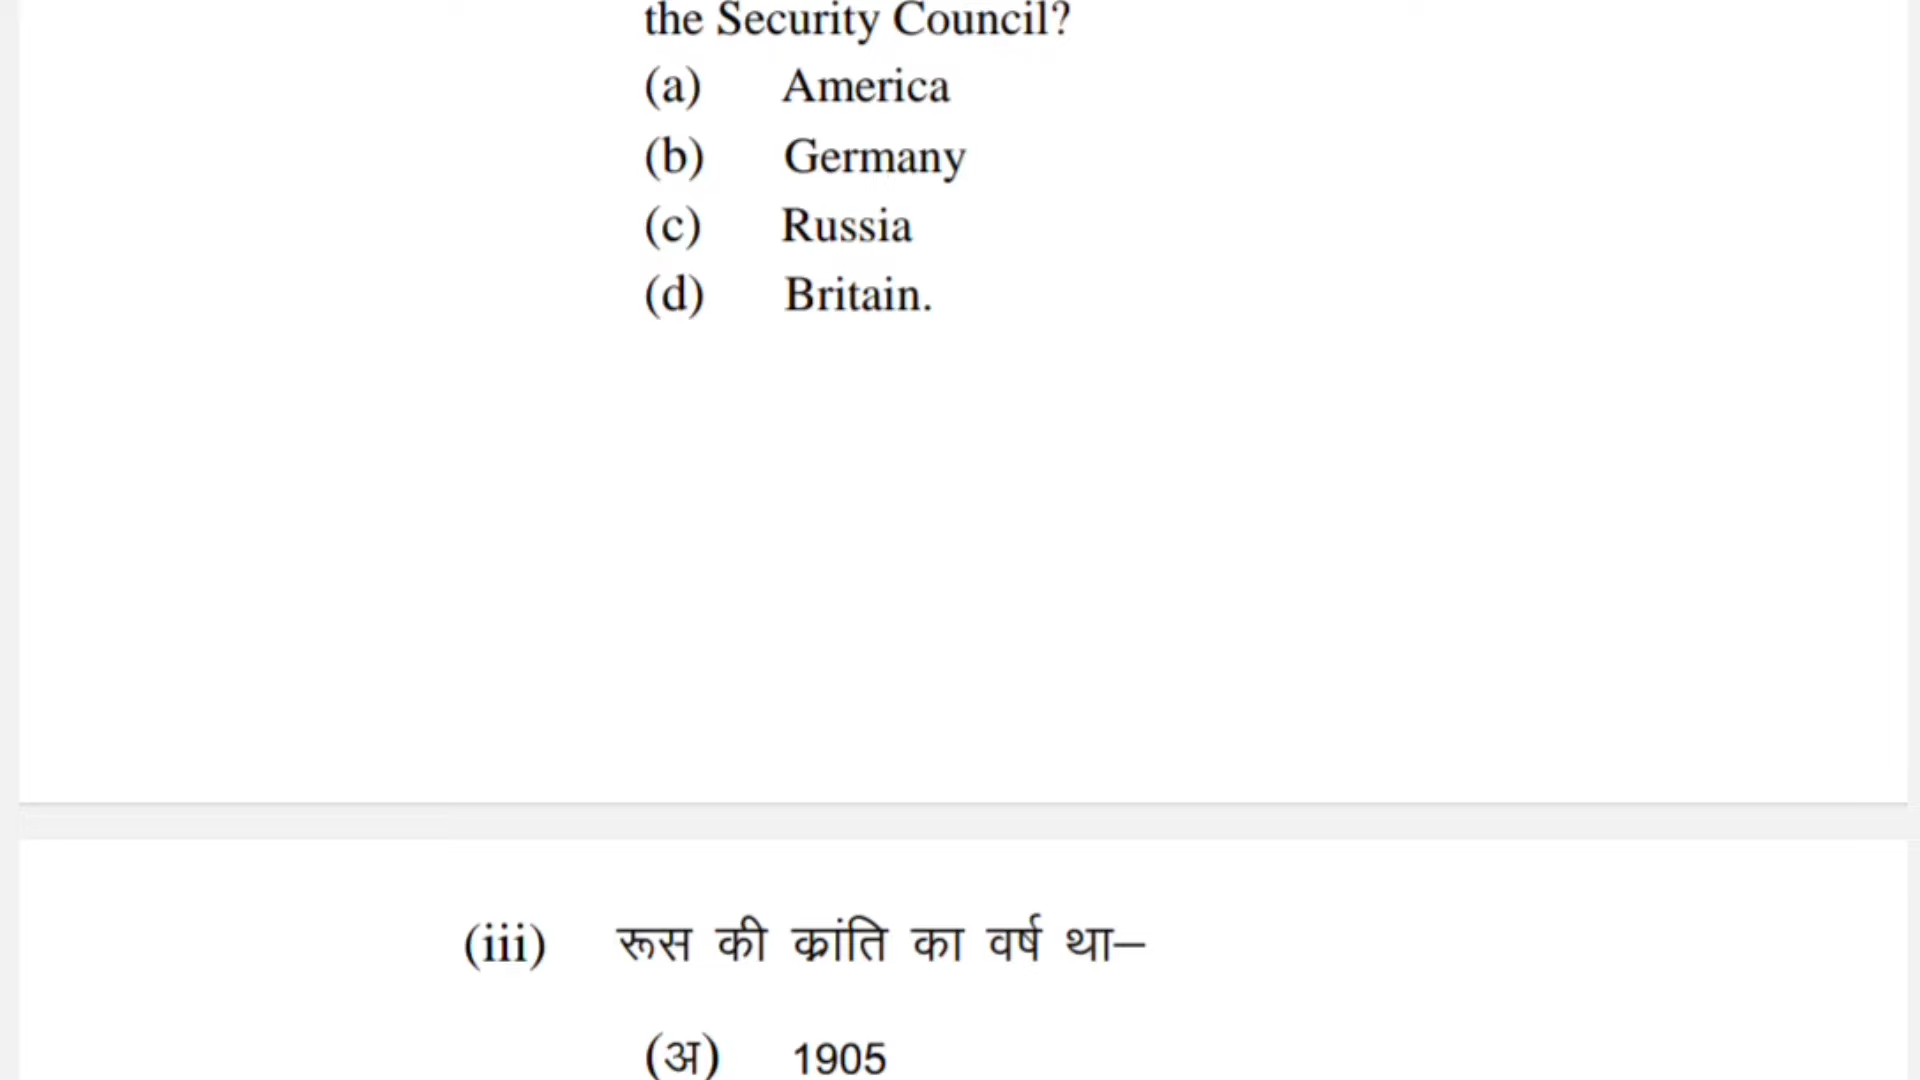 the Security Council?
(a) America
(b) Germany
(c) Russia
(d) Britain.
(iii) रूस की क्रांति का वर्ष था–
(अ) 1905